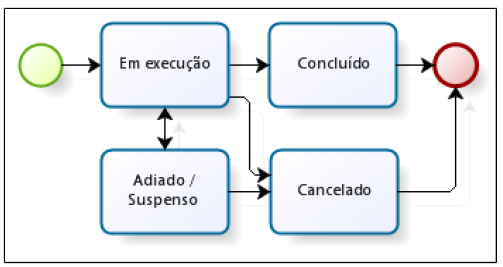 Em execução
Concluído
Adiado /
Suspenso
Cancelado